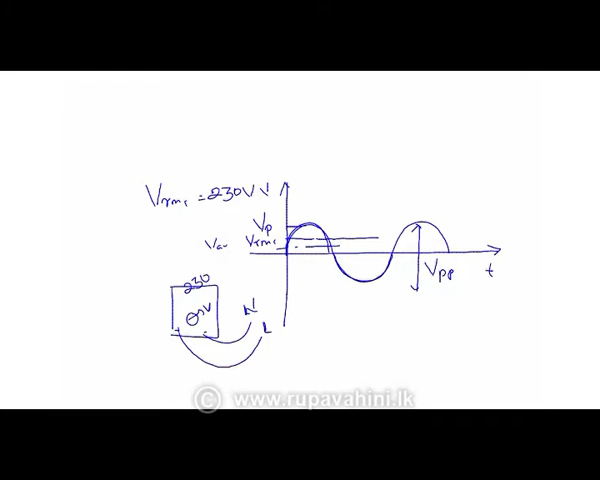 Vrms = 230V V
Vp
Vav Vrms
Vpp
t
230
V
N
L
© www.rupavahini.lk